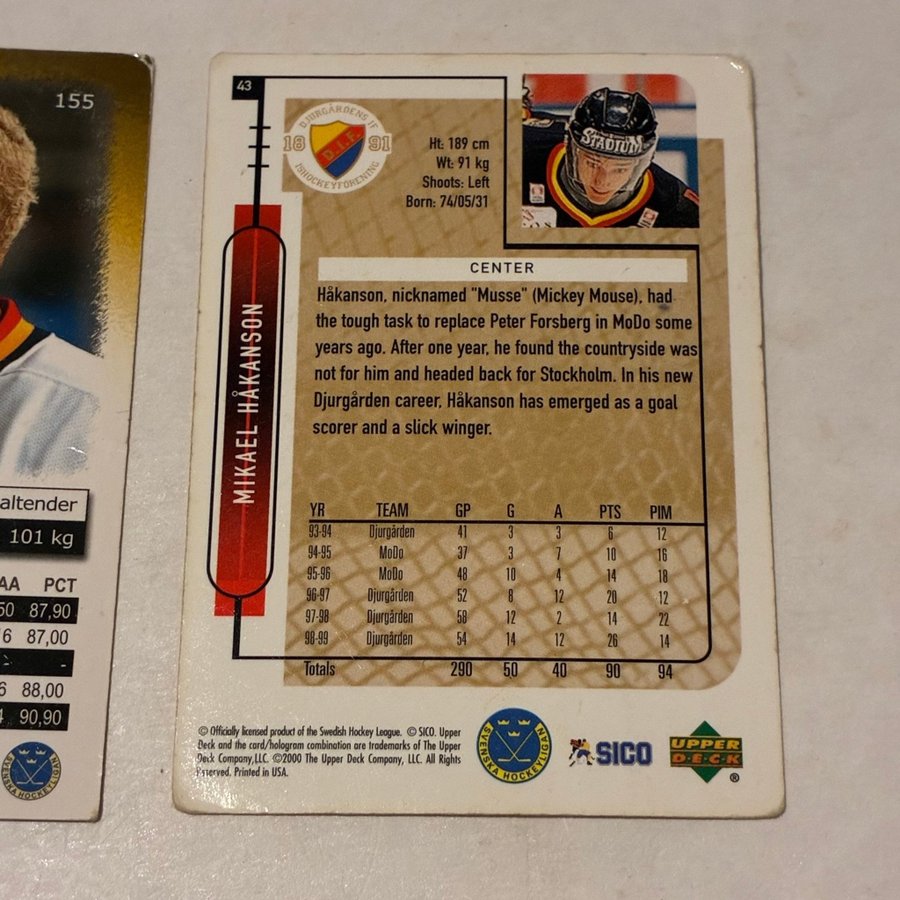 155
altender
101 kg
AA PCT
50 87,90
6 87,00
- -
6 88,00
4 90,90
SVENSKA HOCKEYLIGAN
43
DJURGÅRDENS IF
18 91
D.I.F.
ISHOCKEYFÖRENING
Ht: 189 cm
Wt: 91 kg
Shoots: Left
Born: 74/05/31
STADIUM
MIKAEL HÅKANSON
CENTER
Håkanson, nicknamed "Musse" (Mickey Mouse), had
the tough task to replace Peter Forsberg in MoDo some
years ago. After one year, he found the countryside was
not for him and headed back for Stockholm. In his new
Djurgården career, Håkanson has emerged as a goal
scorer and a slick winger.
YR TEAM GP G A PTS PIM
93-94 Djurgården 41 3 3 6 12
94-95 MoDo 37 3 7 10 16
95-96 MoDo 48 10 4 14 18
96-97 Djurgården 52 8 12 20 12
97-98 Djurgården 58 12 2 14 22
98-99 Djurgården 54 14 12 26 14
Totals 290 50 40 90 94
© Officially licensed product of the Swedish Hockey League. © SICO. Upper
Deck and the card/hologram combination are trademarks of The Upper
Deck Company, LLC. ©2000 The Upper Deck Company, LLC. All Rights
Reserved. Printed in USA.
SVENSKA HOCKEYLIGAN
SICO
UPPER
D·E·C·K
®